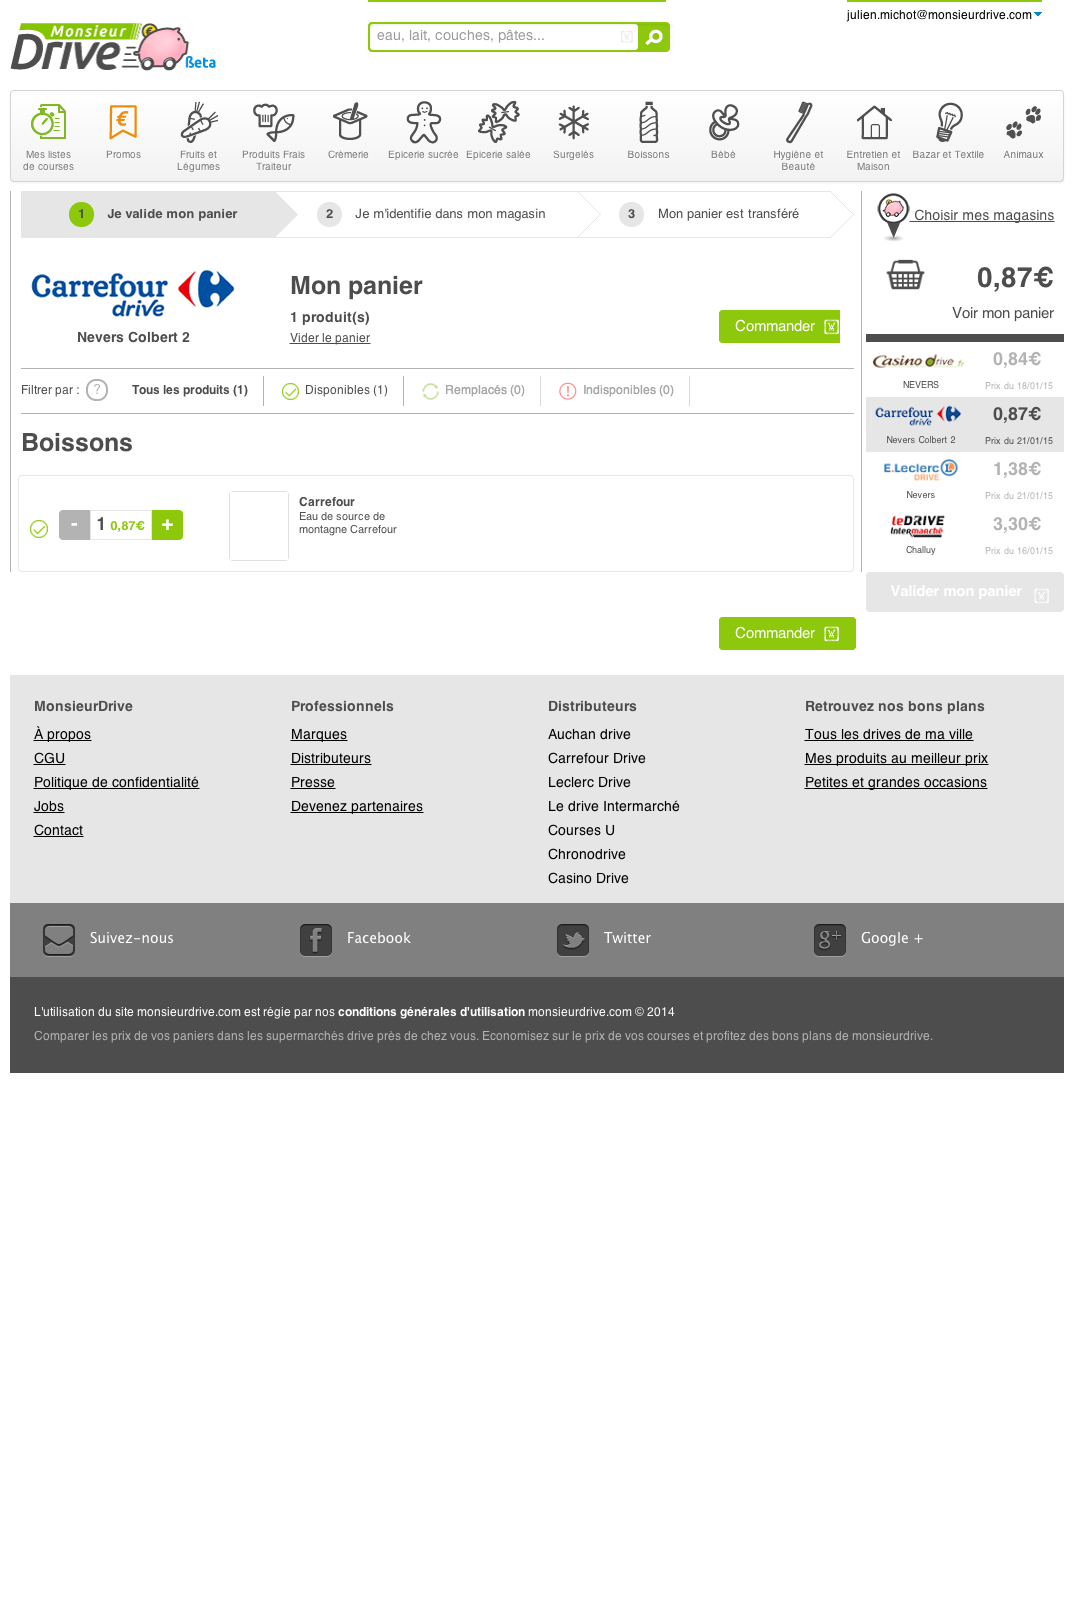 julien.michot@monsieurdrive.com
Monsieur
Drive
Beta
eau, lait, couches, pâtes...
Mes listes
de courses
Promos
Fruits et
Légumes
Produits Frais
Traiteur
Crèmerie
Epicerie sucrée
Epicerie salée
Surgelés
Boissons
Bébé
Hygiène et
Beauté
Entretien et
Maison
Bazar et Textile
Animaux
1 Je valide mon panier
2 Je m'identifie dans mon magasin
3 Mon panier est transféré
Choisir mes magasins
Carrefour
drive
Nevers Colbert 2
Mon panier
1 produit(s)
Vider le panier
Commander
0,87€
Voir mon panier
Filtrer par : ?
Tous les produits (1)
Disponibles (1)
Remplacés (0)
Indisponibles (0)
Casino drive.fr
NEVERS
0,84€
Prix du 18/01/15
Carrefour
drive
Nevers Colbert 2
0,87€
Prix du 21/01/15
E.Leclerc
DRIVE
Nevers
1,38€
Prix du 21/01/15
leDRIVE
Intermarché
Challuy
3,30€
Prix du 16/01/15
Valider mon panier
Boissons
- 1 0,87€ +
Carrefour
Eau de source de
montagne Carrefour
Commander
MonsieurDrive
À propos
CGU
Politique de confidentialité
Jobs
Contact
Professionnels
Marques
Distributeurs
Presse
Devenez partenaires
Distributeurs
Auchan drive
Carrefour Drive
Leclerc Drive
Le drive Intermarché
Courses U
Chronodrive
Casino Drive
Retrouvez nos bons plans
Tous les drives de ma ville
Mes produits au meilleur prix
Petites et grandes occasions
Suivez-nous
Facebook
Twitter
Google +
L'utilisation du site monsieurdrive.com est régie par nos conditions générales d'utilisation monsieurdrive.com © 2014
Comparer les prix de vos paniers dans les supermarchés drive près de chez vous. Economisez sur le prix de vos courses et profitez des bons plans de monsieurdrive.